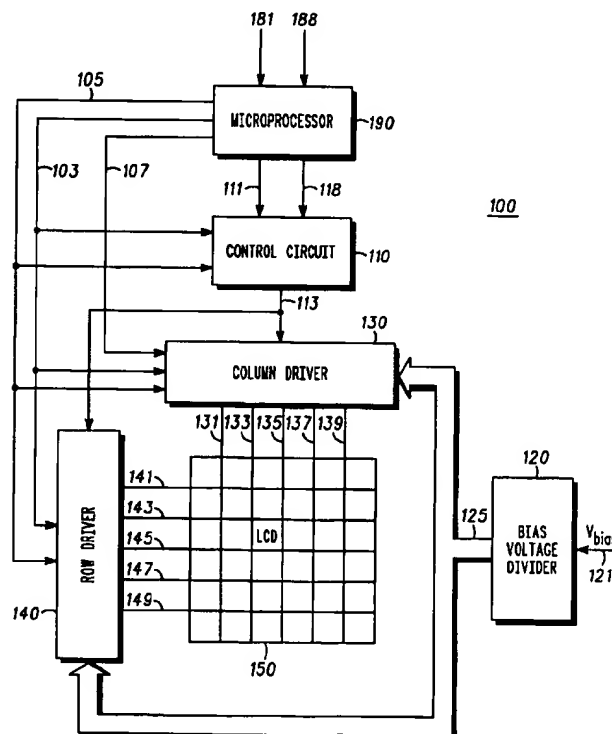 181 188
105
MICROPROCESSOR
190
103 107
111 118
100
CONTROL CIRCUIT
110
113
130
COLUMN DRIVER
131 133 135 137 139
120
141
125
BIAS VOLTAGE DIVIDER
Vbias
121
143
LCD
145
ROW DRIVER
147
149
140
150